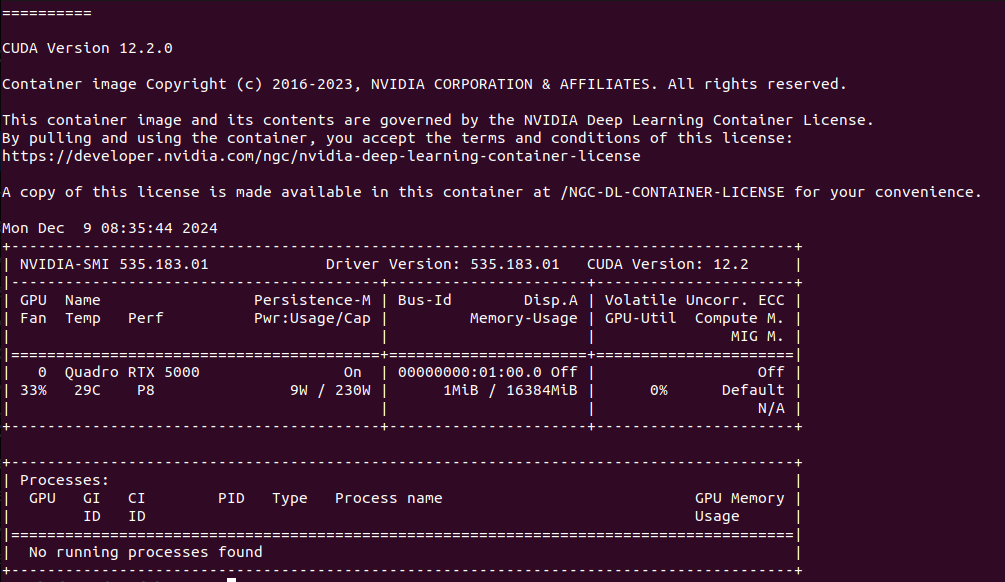 ==========
CUDA Version 12.2.0
Container image Copyright (c) 2016-2023, NVIDIA CORPORATION & AFFILIATES. All rights reserved.
This container image and its contents are governed by the NVIDIA Deep Learning Container License.
By pulling and using the container, you accept the terms and conditions of this license:
https://developer.nvidia.com/ngc/nvidia-deep-learning-container-license
A copy of this license is made available in this container at /NGC-DL-CONTAINER-LICENSE for your convenience.
Mon Dec  9 08:35:44 2024
+---------------------------------------------------------------------------------------+
| NVIDIA-SMI 535.183.01             Driver Version: 535.183.01   CUDA Version: 12.2     |
|-----------------------------------------+----------------------+----------------------+
| GPU  Name                 Persistence-M | Bus-Id        Disp.A | Volatile Uncorr. ECC |
| Fan  Temp   Perf          Pwr:Usage/Cap |         Memory-Usage | GPU-Util  Compute M. |
|                                         |                      |               MIG M. |
|=========================================+======================+======================|
|   0  Quadro RTX 5000                On  | 00000000:01:00.0 Off |                  Off |
| 33%   29C    P8               9W / 230W |      1MiB / 16384MiB |      0%      Default |
|                                         |                      |                  N/A |
+-----------------------------------------+----------------------+----------------------+
+---------------------------------------------------------------------------------------+
| Processes:                                                                            |
|  GPU   GI   CI        PID   Type   Process name                            GPU Memory |
|        ID   ID                                                             Usage      |
|=======================================================================================|
|  No running processes found                                                           |
+---------------------------------------------------------------------------------------+